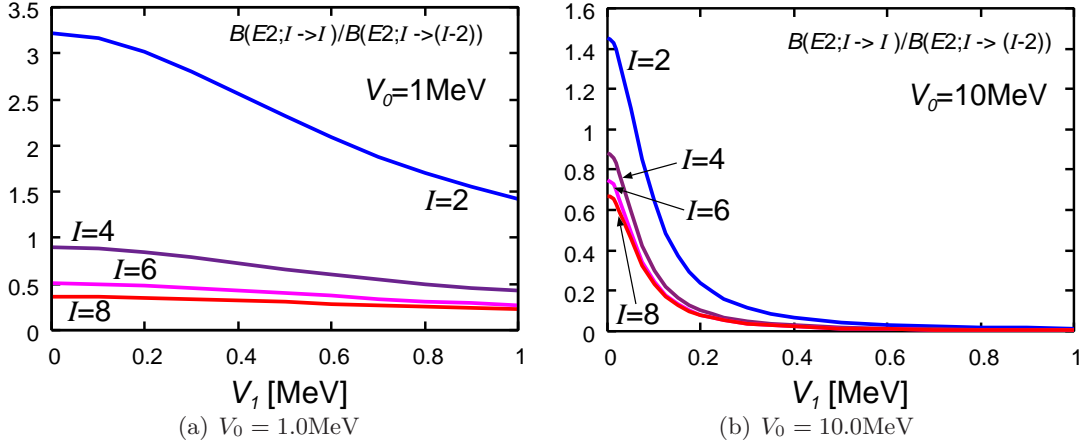 B(E2;I ->I)/B(E2;I ->(I-2))
V0=1MeV
I=2
I=4
I=6
I=8
3.5
3
2.5
2
1.5
1
0.5
0
0 0.2 0.4 0.6 0.8 1
V1 [MeV]
(a) V0 = 1.0MeV
B(E2;I -> I )/B(E2;I -> (I-2))
V0=10MeV
I=2
I=4
I=6
I=8
1.6
1.4
1.2
1
0.8
0.6
0.4
0.2
0
0 0.2 0.4 0.6 0.8 1
V1 [MeV]
(b) V0 = 10.0MeV